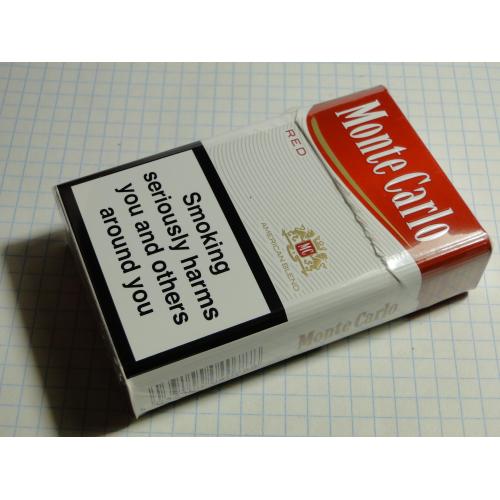 Monte Carlo
RED
MC
AMERICAN BLEND
Smoking
seriously harms
you and others
around you
Monte Carlo